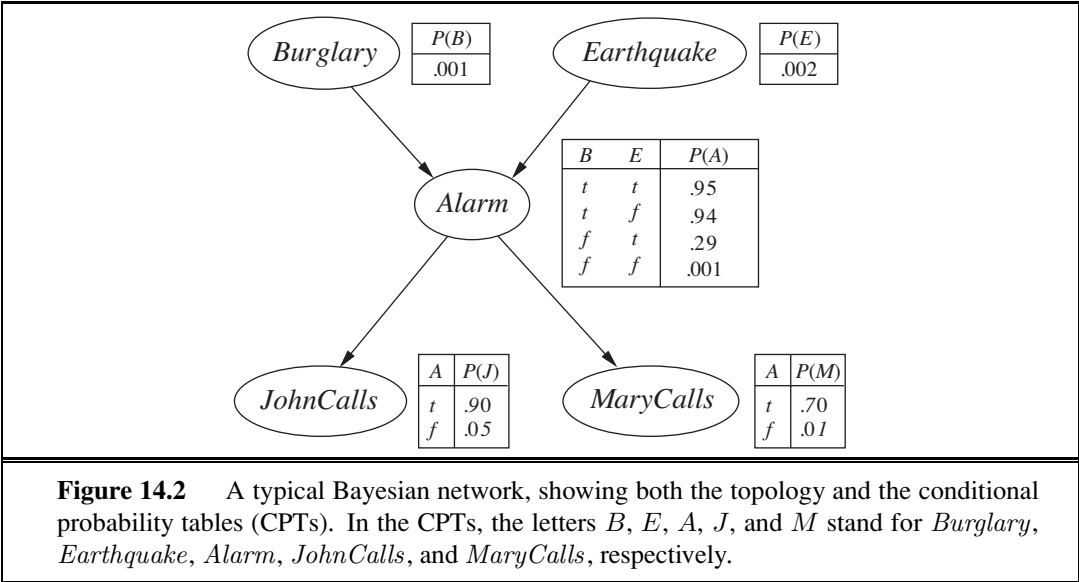 Burglary
P(B)
.001
Earthquake
P(E)
.002
Alarm
B E P(A)
t t .95
t f .94
f t .29
f f .001
JohnCalls
A P(J)
t .90
f .05
MaryCalls
A P(M)
t .70
f .01
Figure 14.2 A typical Bayesian network, showing both the topology and the conditional
probability tables (CPTs). In the CPTs, the letters B, E, A, J, and M stand for Burglary,
Earthquake, Alarm, JohnCalls, and MaryCalls, respectively.